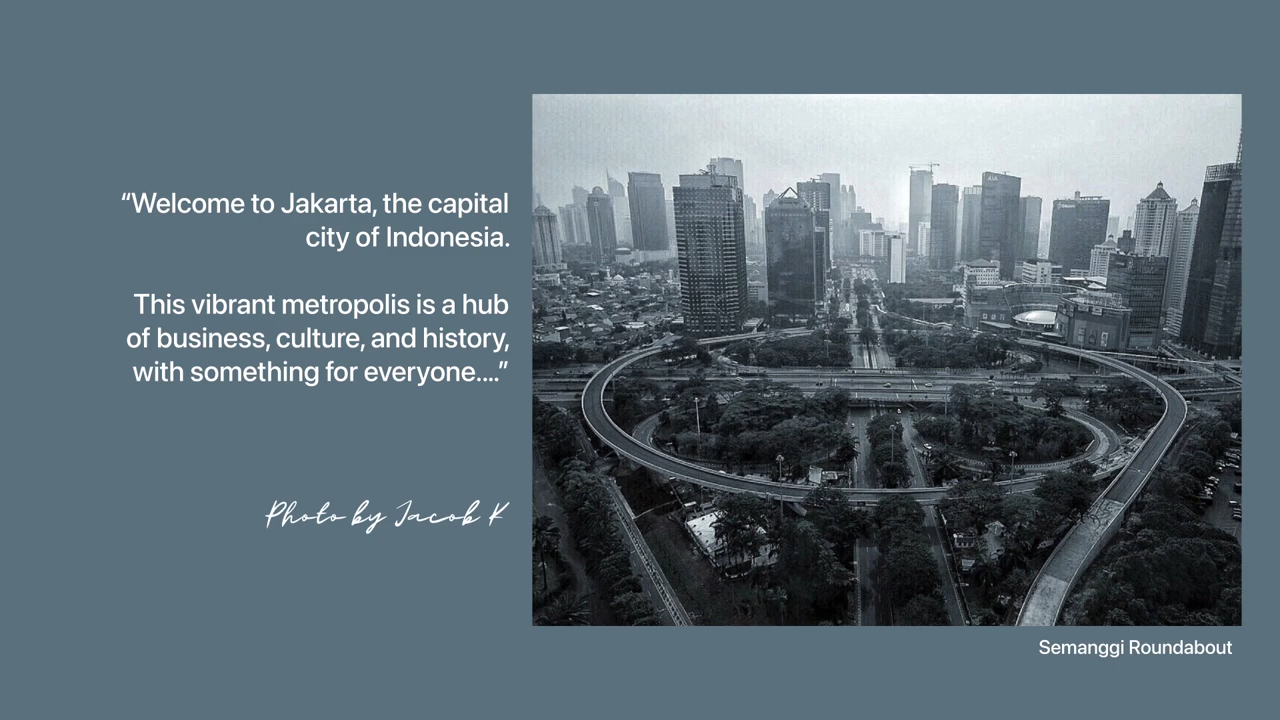 “Welcome to Jakarta, the capital
city of Indonesia.
This vibrant metropolis is a hub
of business, culture, and history,
with something for everyone....”
Photo by Jacob K
Semanggi Roundabout